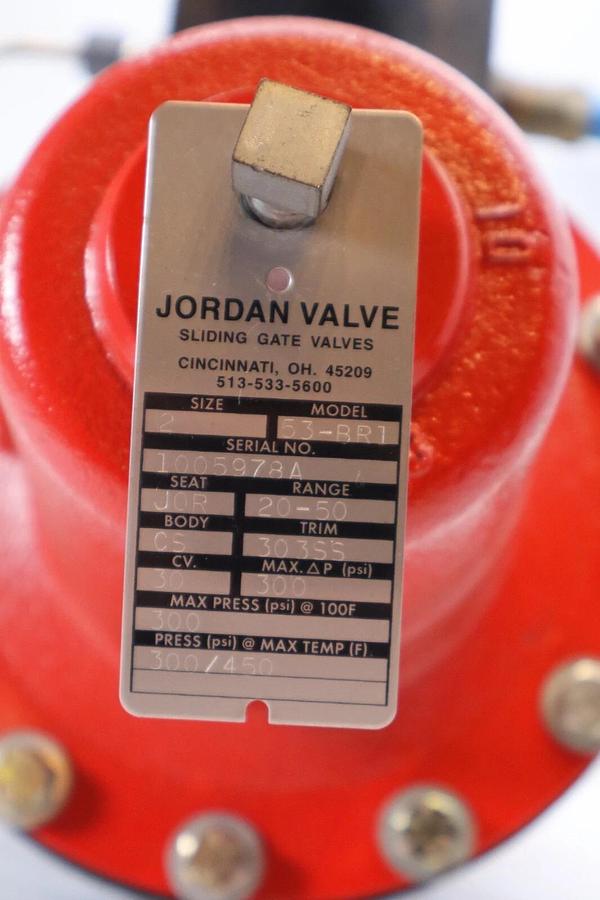 JORDAN VALVE
SLIDING GATE VALVES
CINCINNATI, OH. 45209
513-533-5600
SIZE MODEL
2 53-BR1
SERIAL NO.
1005978A
SEAT RANGE
JOR 20-50
BODY TRIM
CS 303SS
CV. MAX. △ P (psi)
30 300
MAX PRESS (psi) @ 100F
300
PRESS (psi) @ MAX TEMP (F)
300/450